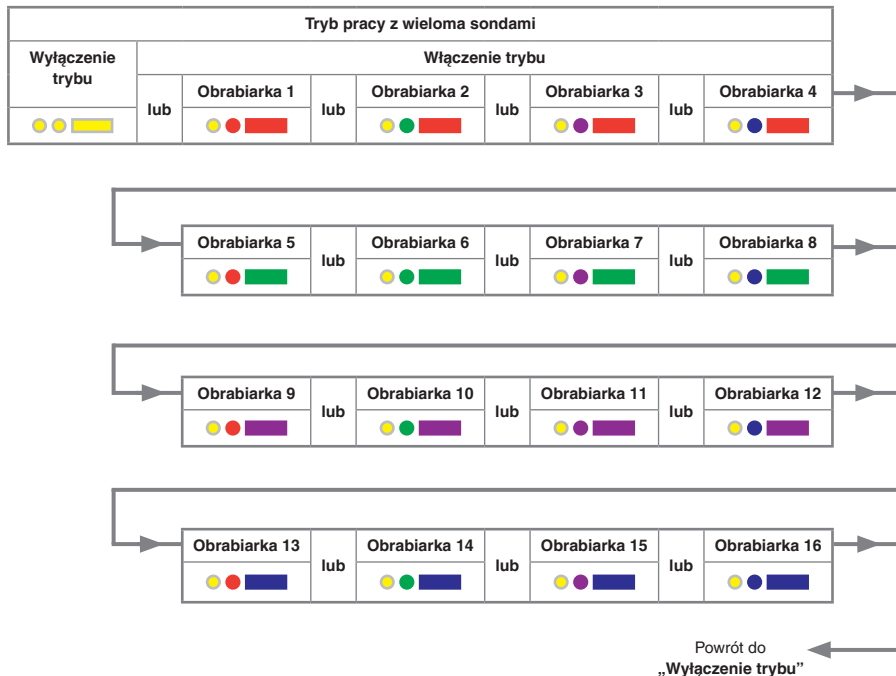 Tryb pracy z wieloma sondami
Wyłączenie
trybu
Włączenie trybu
lub
Obrabiarka 1
lub
Obrabiarka 2
lub
Obrabiarka 3
lub
Obrabiarka 4
Obrabiarka 5
lub
Obrabiarka 6
lub
Obrabiarka 7
lub
Obrabiarka 8
Obrabiarka 9
lub
Obrabiarka 10
lub
Obrabiarka 11
lub
Obrabiarka 12
Obrabiarka 13
lub
Obrabiarka 14
lub
Obrabiarka 15
lub
Obrabiarka 16
Powrót do
„Wyłączenie trybu”